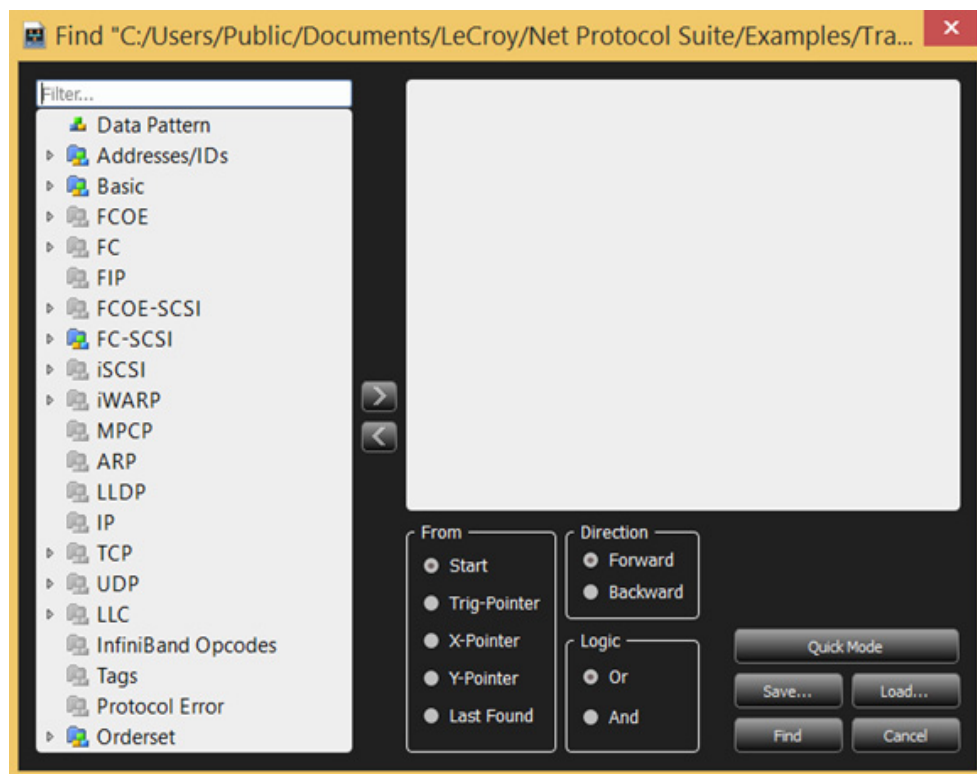 Find "C:/Users/Public/Documents/LeCroy/Net Protocol Suite/Examples/Tra...
Filter...
Data Pattern
Addresses/IDs
Basic
FCOE
FC
FIP
FCOE-SCSI
FC-SCSI
iSCSI
iWARP
MPCP
ARP
LLDP
IP
TCP
UDP
LLC
InfiniBand Opcodes
Tags
Protocol Error
Orderset
From
Start
Trig-Pointer
X-Pointer
Y-Pointer
Last Found
Direction
Forward
Backward
Logic
Or
And
Quick Mode
Save...
Load...
Find
Cancel